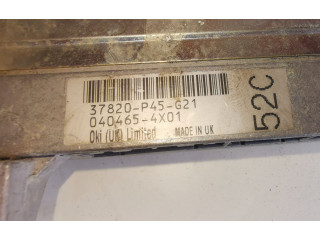 37820-P45-G21
040465-4X01
Oki (UK) Limited MADE IN UK
52C